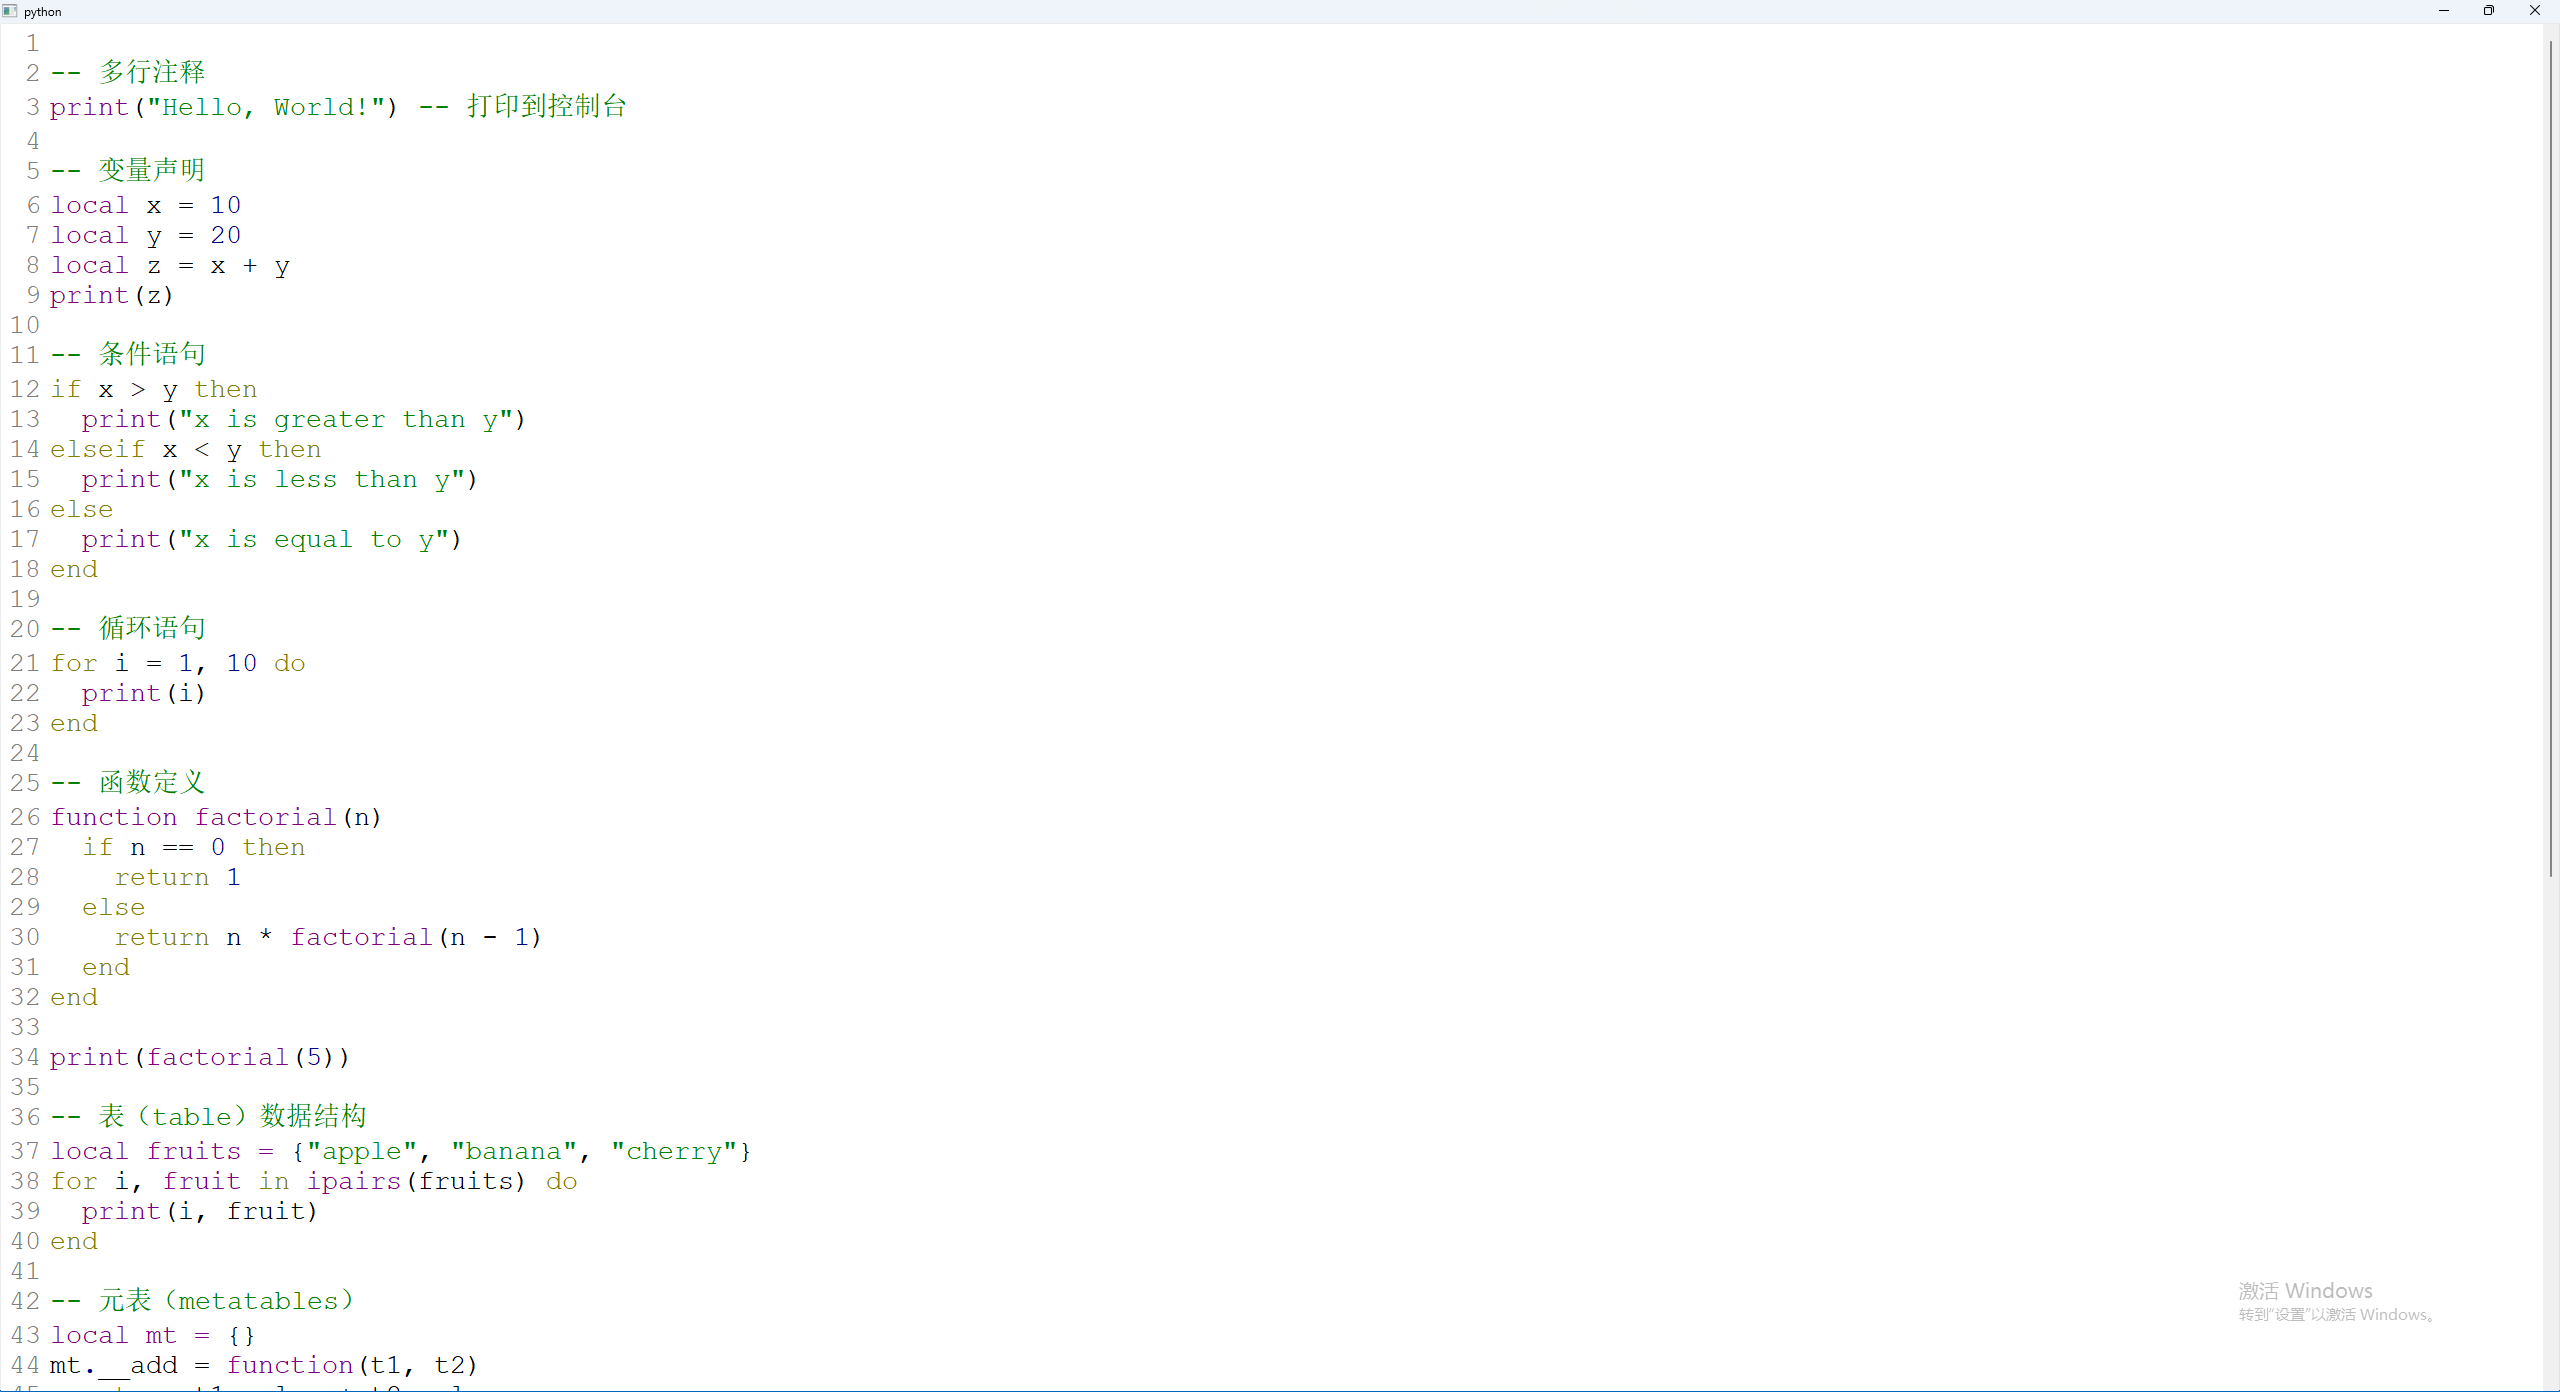 python
1
2 -- 多行注释
3 print("Hello, World!") -- 打印到控制台
4
5 -- 变量声明
6 local x = 10
7 local y = 20
8 local z = x + y
9 print(z)
10
11 -- 条件语句
12 if x > y then
13   print("x is greater than y")
14 elseif x < y then
15   print("x is less than y")
16 else
17   print("x is equal to y")
18 end
19
20 -- 循环语句
21 for i = 1, 10 do
22   print(i)
23 end
24
25 -- 函数定义
26 function factorial(n)
27   if n == 0 then
28     return 1
29   else
30     return n * factorial(n - 1)
31   end
32 end
33
34 print(factorial(5))
35
36 -- 表（table）数据结构
37 local fruits = {"apple", "banana", "cherry"}
38 for i, fruit in ipairs(fruits) do
39   print(i, fruit)
40 end
41
42 -- 元表（metatables）
43 local mt = {}
44 mt.__add = function(t1, t2)
激活 Windows
转到"设置"以激活 Windows。